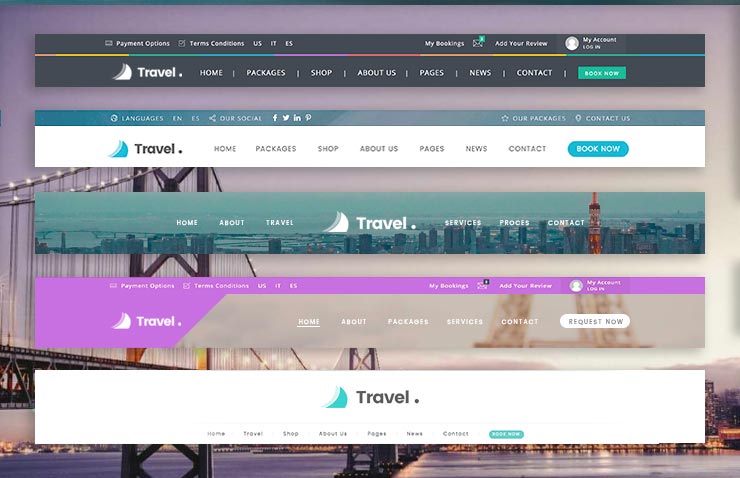 Payment Options Terms Conditions US IT ES My Bookings 3 Add Your Review My Account
LOG IN
Travel. HOME | PACKAGES | SHOP | ABOUT US | PAGES | NEWS | CONTACT | BOOK NOW
LANGUAGES EN ES OUR SOCIAL OUR PACKAGES CONTACT US
Travel. HOME PACKAGES SHOP ABOUT US PAGES NEWS CONTACT BOOK NOW
HOME ABOUT TRAVEL Travel. SERVICES PROCES CONTACT
Payment Options Terms Conditions US IT ES My Bookings 3 Add Your Review My Account
LOG IN
Travel. HOME ABOUT PACKAGES SERVICES CONTACT REQUEST NOW
Travel.
Home Travel Shop About Us Pages News Contact BOOK NOW